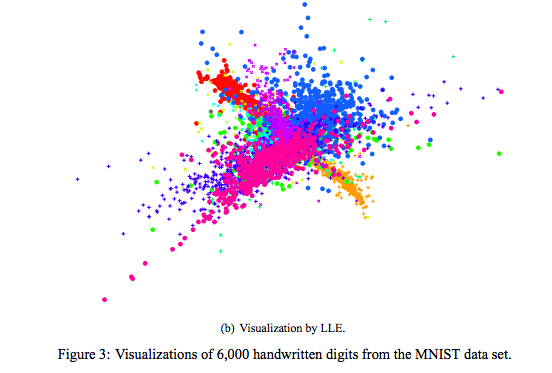 (b) Visualization by LLE.
Figure 3: Visualizations of 6,000 handwritten digits from the MNIST data set.